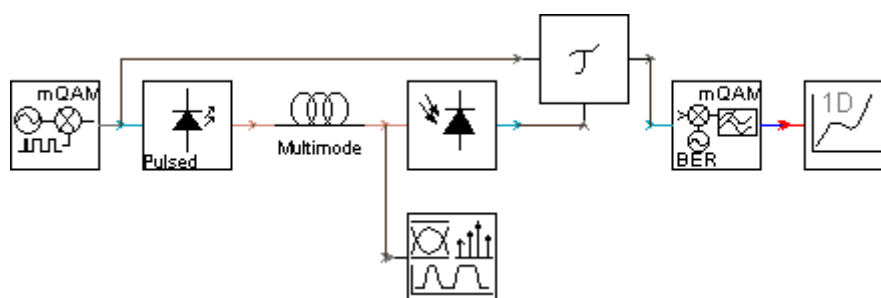 T
mQAM
mQAM
1D
Pulsed
Multimode
BER